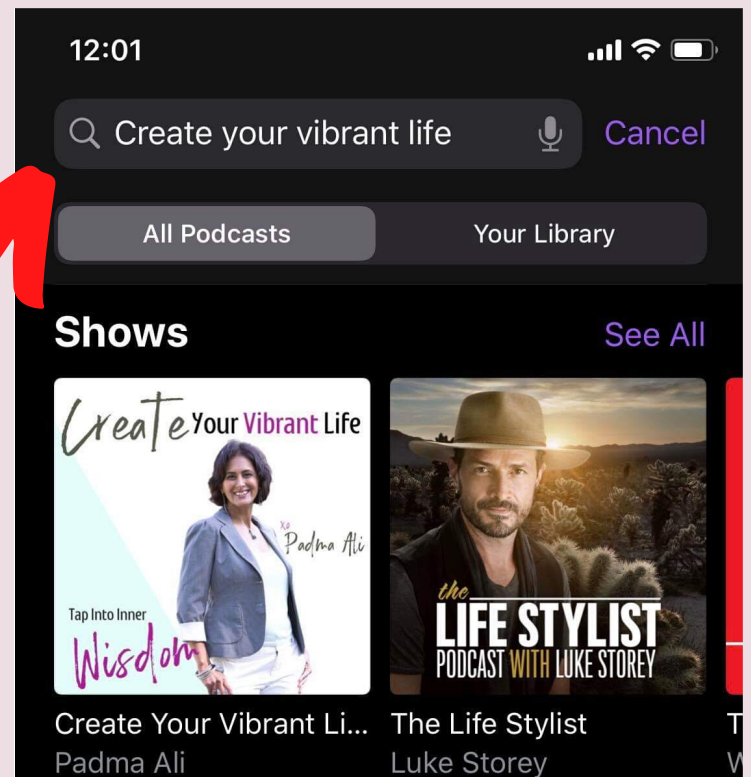 12:01
Create your vibrant life
Cancel
All Podcasts
Your Library
Shows
See All
Create Your Vibrant Life
xo
Padma Ali
Tap Into Inner
Wisdom
the
LIFE STYLIST
PODCAST WITH LUKE STOREY
Create Your Vibrant Li...
Padma Ali
The Life Stylist
Luke Storey
T
W